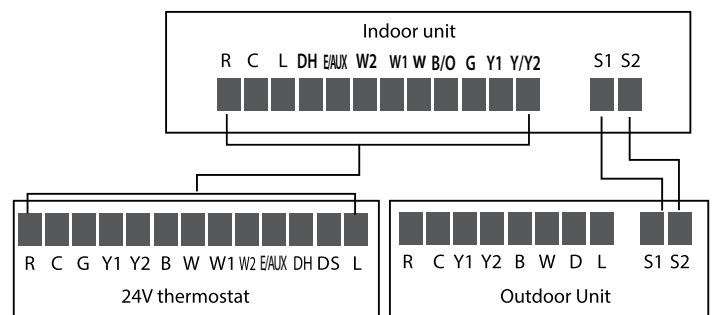 Indoor unit
R C L DH E/AUX W2 W1 W B/O G Y1 Y/Y2 S1 S2
R C G Y1 Y2 B W W1 W2 E/AUX DH DS L
R C Y1 Y2 B W D L S1 S2
24V thermostat
Outdoor Unit